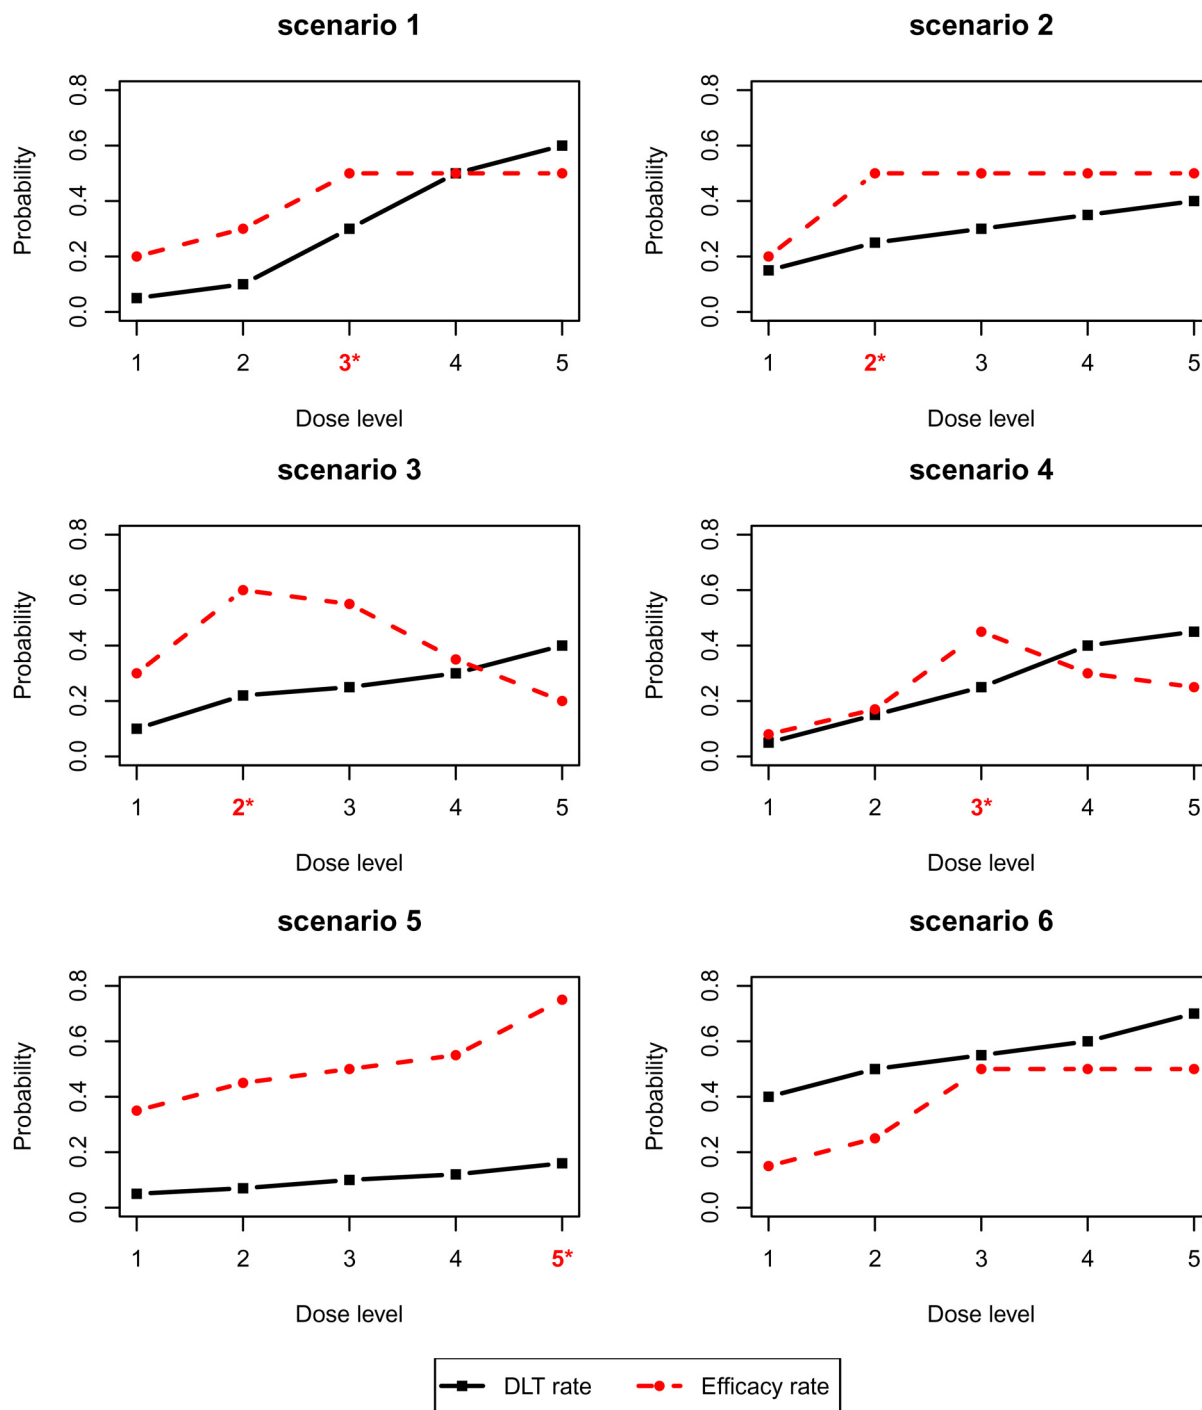 scenario 1
Probability
0.0 0.2 0.4 0.6 0.8
1 2 3* 4 5
Dose level
scenario 2
Probability
0.0 0.2 0.4 0.6 0.8
1 2* 3 4 5
Dose level
scenario 3
Probability
0.0 0.2 0.4 0.6 0.8
1 2* 3 4 5
Dose level
scenario 4
Probability
0.0 0.2 0.4 0.6 0.8
1 2 3* 4 5
Dose level
scenario 5
Probability
0.0 0.2 0.4 0.6 0.8
1 2 3 4 5*
Dose level
scenario 6
Probability
0.0 0.2 0.4 0.6 0.8
1 2 3 4 5
Dose level
DLT rate Efficacy rate